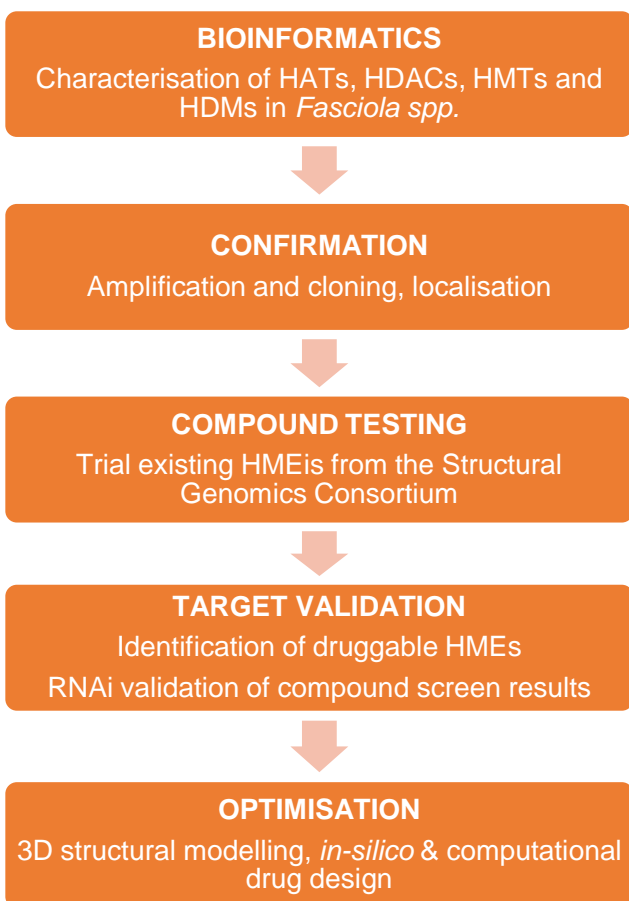 BIOINFORMATICS
Characterisation of HATs, HDACs, HMTs and
HDMs in Fasciola spp.
CONFIRMATION
Amplification and cloning, localisation
COMPOUND TESTING
Trial existing HMEis from the Structural
Genomics Consortium
TARGET VALIDATION
Identification of druggable HMEs
RNAi validation of compound screen results
OPTIMISATION
3D structural modelling, in-silico & computational
drug design